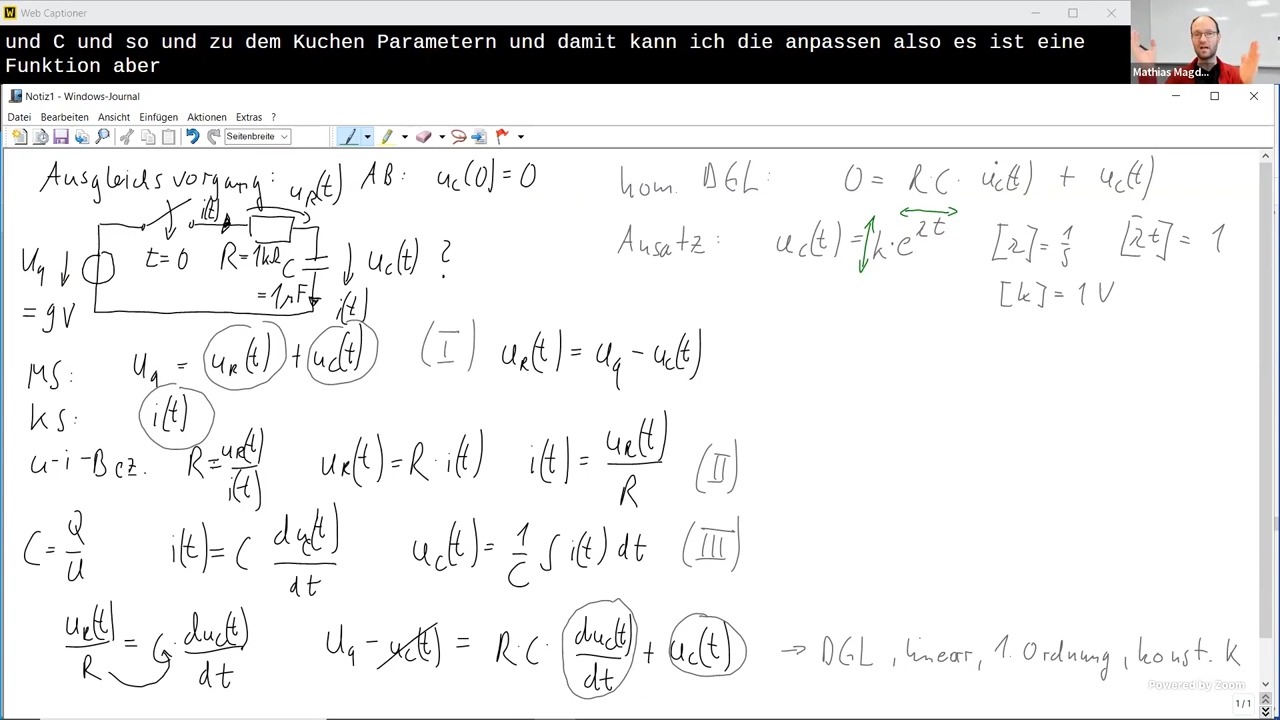 Web Captioner
und C und so und zu dem Kuchen Parametern und damit kann ich die anpassen also es ist eine
Funktion aber
Mathias Magd...
Notiz1 - Windows-Journal
Datei Bearbeiten Ansicht Einfügen Aktionen Extras ?
Seitenbreite
Ausgleichsvorgang: u_R(t) AB: u_C(0) = 0
i(t)
U_q t=0 R=1kΩ C u_C(t) ?
= 9V = 1µF i(t)
MS: U_q = u_R(t) + u_C(t) (I) u_R(t) = U_q - u_C(t)
KS: i(t)
u-i-Bez. R = u_R(t)/i(t) u_R(t) = R · i(t) i(t) = u_R(t)/R (II)
C = Q/U i(t) = C du_C(t)/dt u_C(t) = 1/C ∫ i(t) dt (III)
u_R(t)/R = C · du_C(t)/dt U_q - u_C(t) = R·C· du_C(t)/dt + u_C(t) → DGL, linear, 1. Ordnung, konst. K
hom. DGL: 0 = R·C· u̇_C(t) + u_C(t)
Ansatz: u_C(t) = k·e^{λt} [λ] = 1/s [λt] = 1
[k] = 1V
Powered by Zoom
1/1